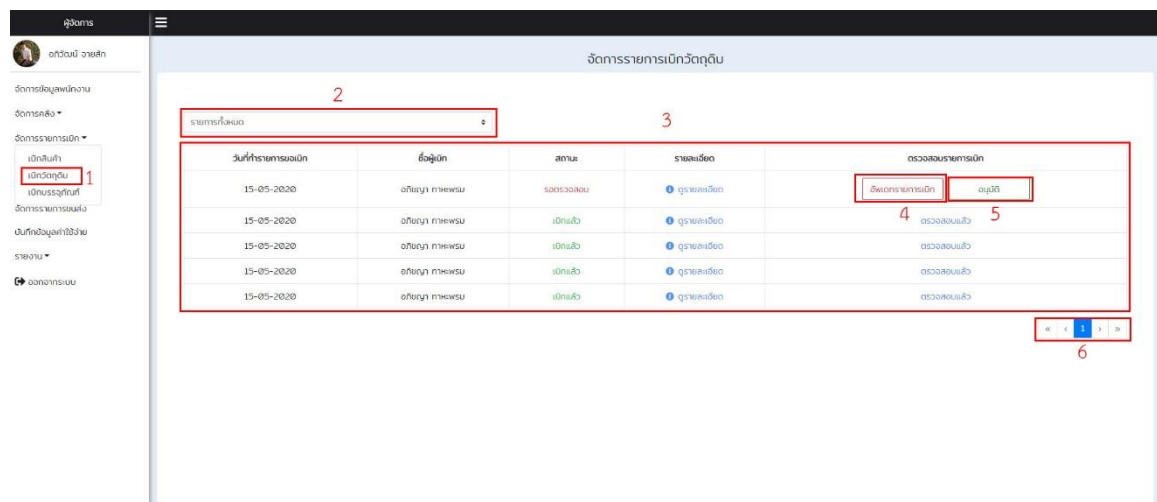 ผู้จัดการ
อภิวัฒน์ อายสัก
จัดการรายการเบิกวัตถุดิบ
จัดการข้อมูลพนักงาน
จัดการคลัง
จัดการรายการเบิก
เบิกสินค้า
เบิกวัตถุดิบ 1
เบิกบรรจุภัณฑ์
จัดการรายการขนส่ง
บันทึกข้อมูลค่าใช้จ่าย
รายงาน
ออกจากระบบ
2
รายการทั้งหมด
3
วันที่ทำรายการขอเบิก ชื่อผู้เบิก สถานะ รายละเอียด ตรวจสอบรายการเบิก
15-05-2020 อภิชญา ทาหะพรม รอตรวจสอบ ดูรายละเอียด อัพเดทรายการเบิก อนุมัติ
4 5
15-05-2020 อภิชญา ทาหะพรม เบิกแล้ว ดูรายละเอียด ตรวจสอบแล้ว
15-05-2020 อภิชญา ทาหะพรม เบิกแล้ว ดูรายละเอียด ตรวจสอบแล้ว
15-05-2020 อภิชญา ทาหะพรม เบิกแล้ว ดูรายละเอียด ตรวจสอบแล้ว
15-05-2020 อภิชญา ทาหะพรม เบิกแล้ว ดูรายละเอียด ตรวจสอบแล้ว
« ‹ 1 › »
6